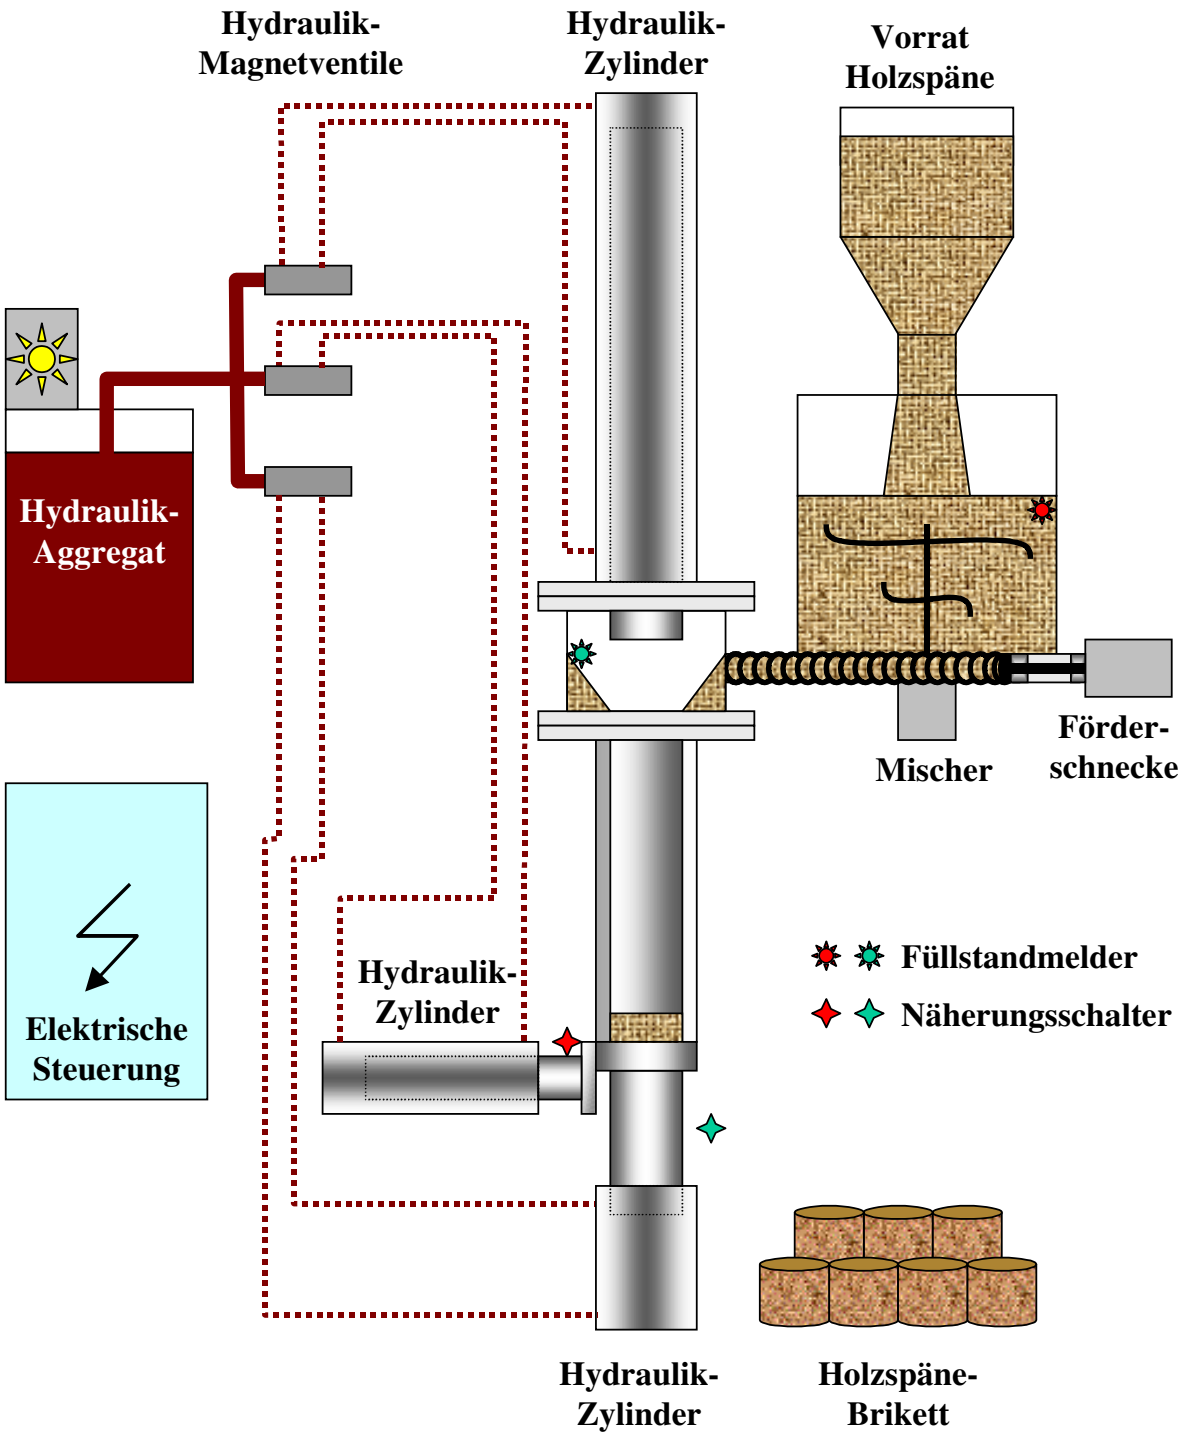 Hydraulik-
Magnetventile
Hydraulik-
Zylinder
Vorrat
Holzspäne
Hydraulik-
Aggregat
Mischer
Förder-
schnecke
Elektrische
Steuerung
Hydraulik-
Zylinder
Füllstandmelder
Näherungsschalter
Hydraulik-
Zylinder
Holzspäne-
Brikett